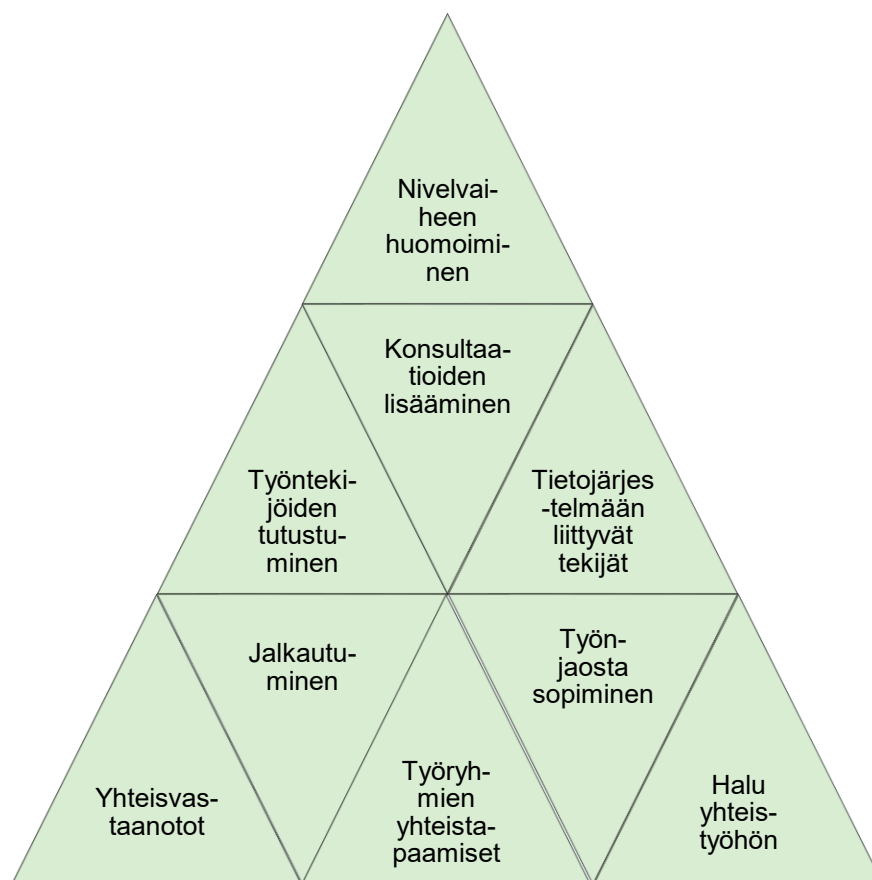 Nivelvai-
heen
huomoimi-
nen
Konsultaa-
tioiden
lisääminen
Työnteki-
jöiden
tutustu-
minen
Tietojärjes
-telmään
liittyvät
tekijät
Jalkautu-
minen
Työn-
jaosta
sopiminen
Yhteisvas-
taanotot
Työryh-
mien
yhteista-
paamiset
Halu
yhteis-
työhön